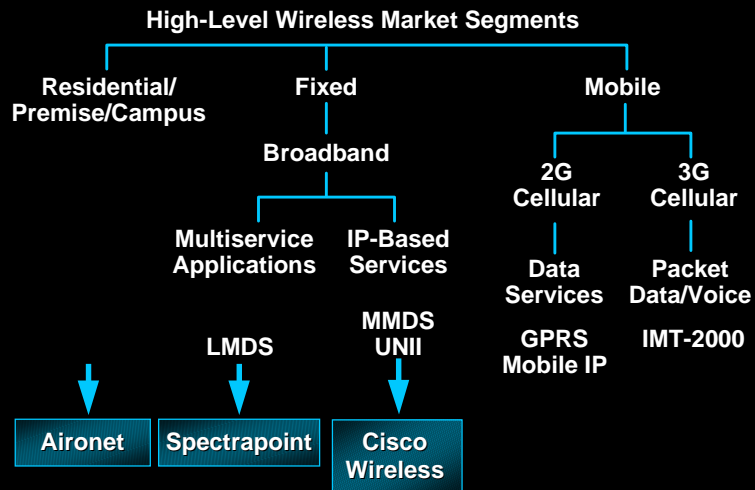 High-Level Wireless Market Segments
Residential/
Premise/Campus
Fixed
Mobile
Broadband
2G
Cellular
3G
Cellular
Multiservice
Applications
IP-Based
Services
Data
Services
Packet
Data/Voice
LMDS
MMDS
UNII
GPRS
Mobile IP
IMT-2000
Aironet
Spectrapoint
Cisco
Wireless